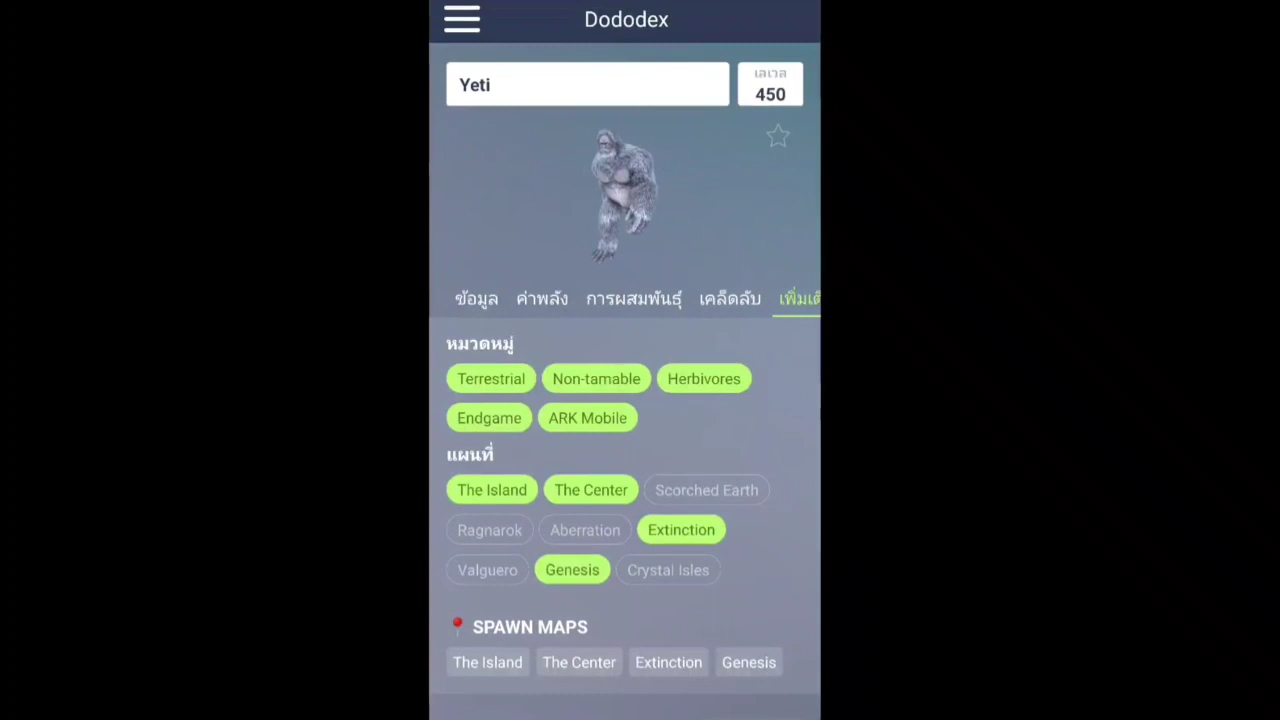 Dododex
Yeti
เลเวล
450
ข้อมูล ค่าพลัง การผสมพันธุ์ เคล็ดลับ
หมวดหมู่
Terrestrial Non-tamable Herbivores
Endgame ARK Mobile
แผนที่
The Island The Center Scorched Earth
Ragnarok Aberration Extinction
Valguero Genesis Crystal Isles
SPAWN MAPS
The Island The Center Extinction Genesis